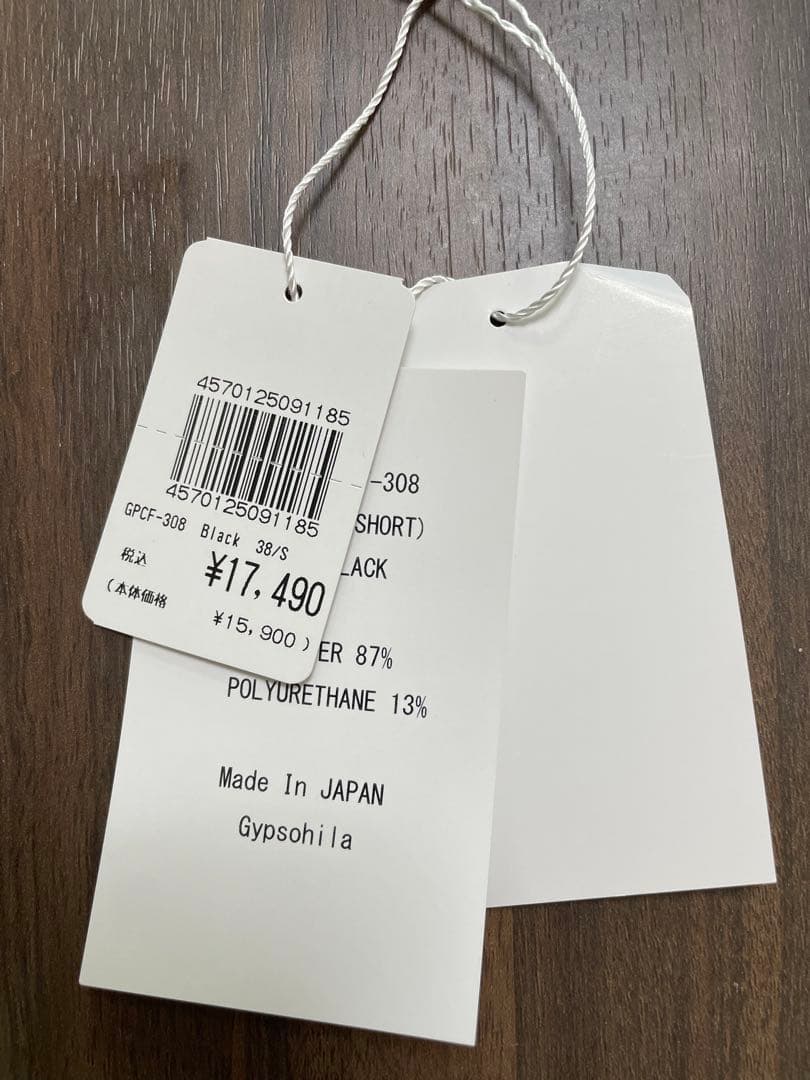 4570125091185
4570125091185
GPCF-308 Black 38/S
税込 ¥17,490
(本体価格 ¥15,900)
-308
SHORT)
LACK
ER 87%
POLYURETHANE 13%
Made In JAPAN
Gypsohila